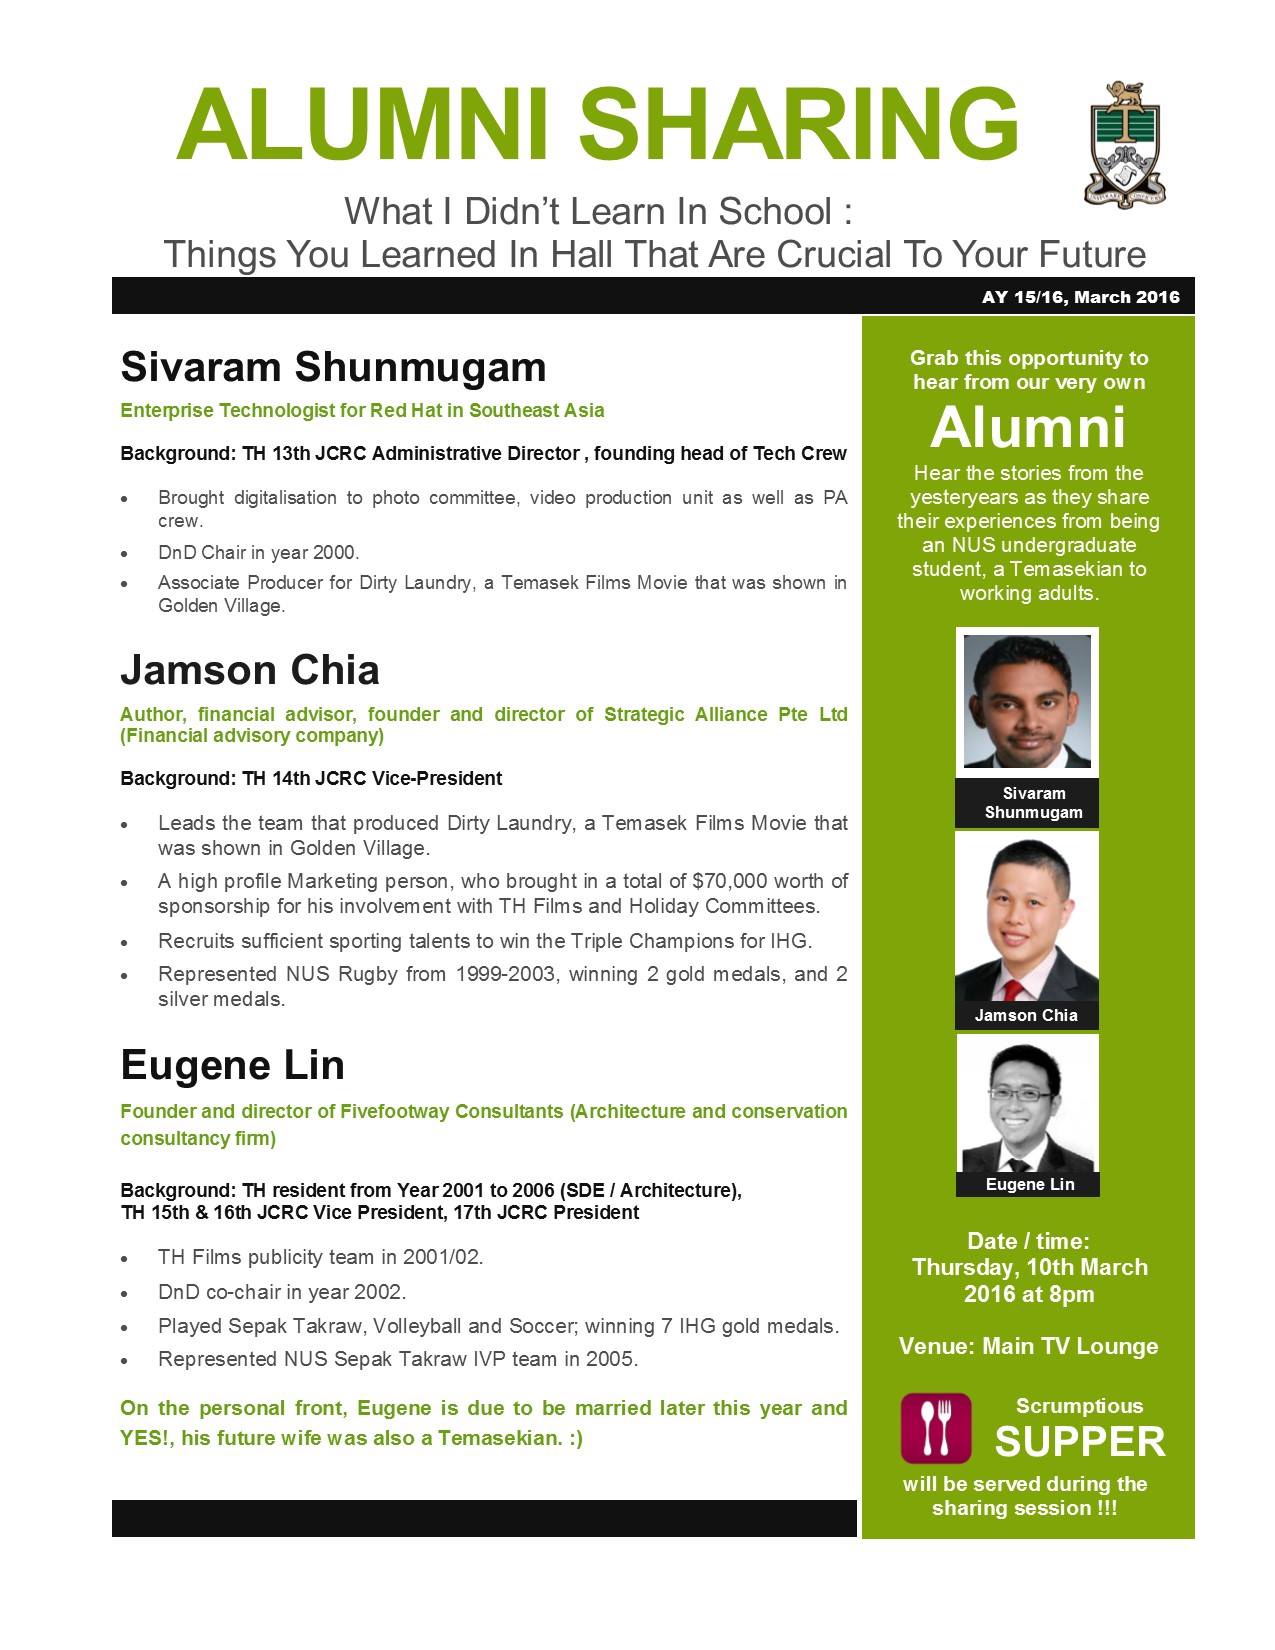 ALUMNI SHARING
What I Didn't Learn In School :
Things You Learned In Hall That Are Crucial To Your Future
AY 15/16, March 2016
Sivaram Shunmugam
Enterprise Technologist for Red Hat in Southeast Asia
Background: TH 13th JCRC Administrative Director , founding head of Tech Crew
• Brought digitalisation to photo committee, video production unit as well as PA
crew.
• DnD Chair in year 2000.
• Associate Producer for Dirty Laundry, a Temasek Films Movie that was shown in
Golden Village.
Jamson Chia
Author, financial advisor, founder and director of Strategic Alliance Pte Ltd
(Financial advisory company)
Background: TH 14th JCRC Vice-President
• Leads the team that produced Dirty Laundry, a Temasek Films Movie that
was shown in Golden Village.
• A high profile Marketing person, who brought in a total of $70,000 worth of
sponsorship for his involvement with TH Films and Holiday Committees.
• Recruits sufficient sporting talents to win the Triple Champions for IHG.
• Represented NUS Rugby from 1999-2003, winning 2 gold medals, and 2
silver medals.
Eugene Lin
Founder and director of Fivefootway Consultants (Architecture and conservation
consultancy firm)
Background: TH resident from Year 2001 to 2006 (SDE / Architecture),
TH 15th & 16th JCRC Vice President, 17th JCRC President
• TH Films publicity team in 2001/02.
• DnD co-chair in year 2002.
• Played Sepak Takraw, Volleyball and Soccer; winning 7 IHG gold medals.
• Represented NUS Sepak Takraw IVP team in 2005.
On the personal front, Eugene is due to be married later this year and
YES!, his future wife was also a Temasekian. :)
Grab this opportunity to
hear from our very own
Alumni
Hear the stories from the
yesteryears as they share
their experiences from being
an NUS undergraduate
student, a Temasekian to
working adults.
Sivaram
Shunmugam
Jamson Chia
Eugene Lin
Date / time:
Thursday, 10th March
2016 at 8pm
Venue: Main TV Lounge
Scrumptious
SUPPER
will be served during the
sharing session !!!